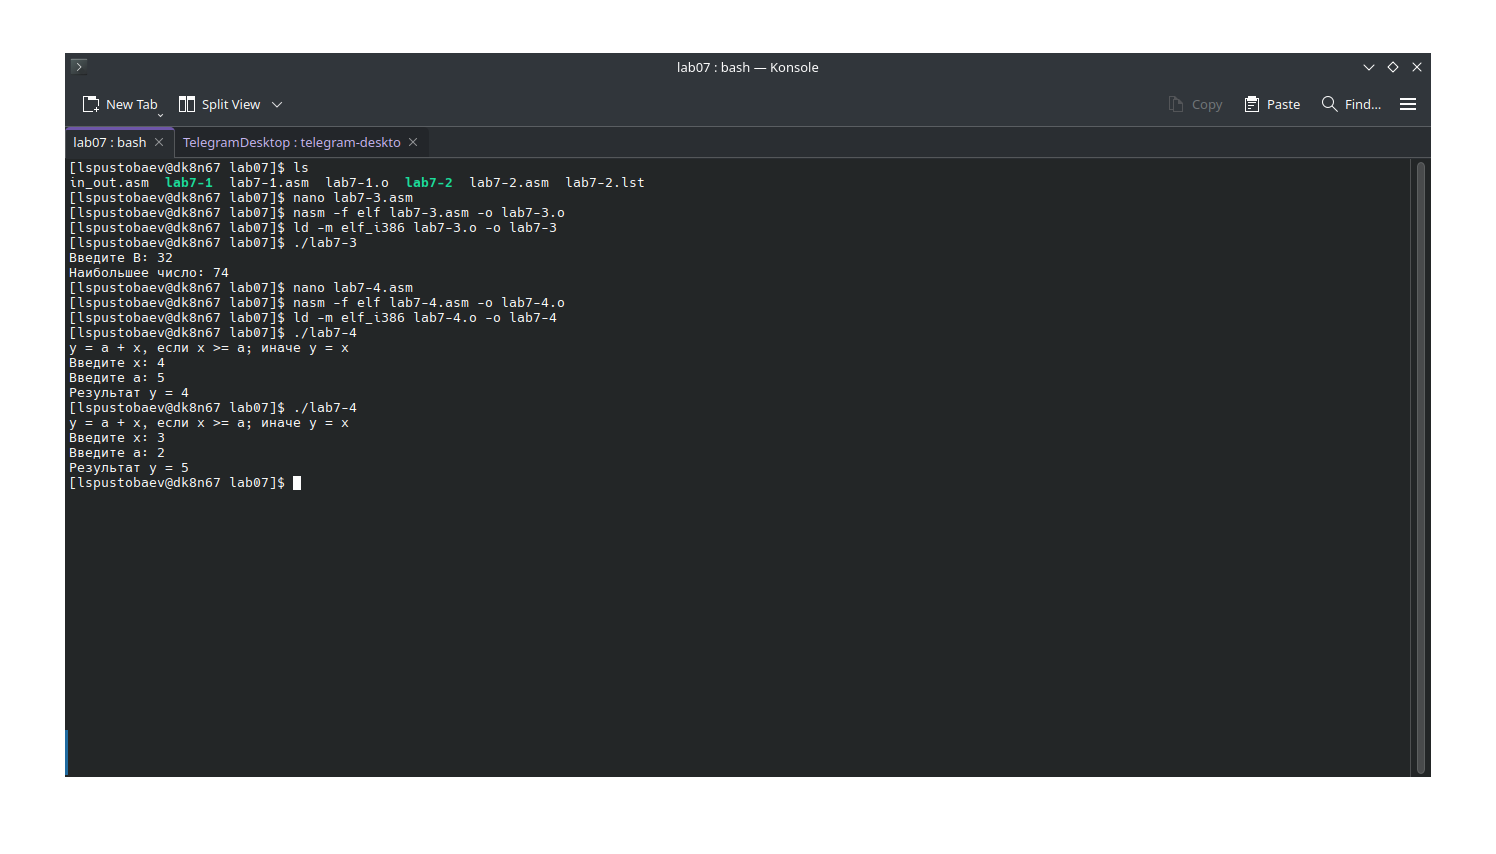 lab07 : bash — Konsole
New Tab
Split View
Copy
Paste
Find...
lab07 : bash
TelegramDesktop : telegram-deskto
[lspustobaev@dk8n67 lab07]$ ls
in_out.asm  lab7-1  lab7-1.asm  lab7-1.o  lab7-2  lab7-2.asm  lab7-2.lst
[lspustobaev@dk8n67 lab07]$ nano lab7-3.asm
[lspustobaev@dk8n67 lab07]$ nasm -f elf lab7-3.asm -o lab7-3.o
[lspustobaev@dk8n67 lab07]$ ld -m elf_i386 lab7-3.o -o lab7-3
[lspustobaev@dk8n67 lab07]$ ./lab7-3
Введите B: 32
Наибольшее число: 74
[lspustobaev@dk8n67 lab07]$ nano lab7-4.asm
[lspustobaev@dk8n67 lab07]$ nasm -f elf lab7-4.asm -o lab7-4.o
[lspustobaev@dk8n67 lab07]$ ld -m elf_i386 lab7-4.o -o lab7-4
[lspustobaev@dk8n67 lab07]$ ./lab7-4
y = a + x, если x >= a; иначе y = x
Введите x: 4
Введите a: 5
Результат y = 4
[lspustobaev@dk8n67 lab07]$ ./lab7-4
y = a + x, если x >= a; иначе y = x
Введите x: 3
Введите a: 2
Результат y = 5
[lspustobaev@dk8n67 lab07]$